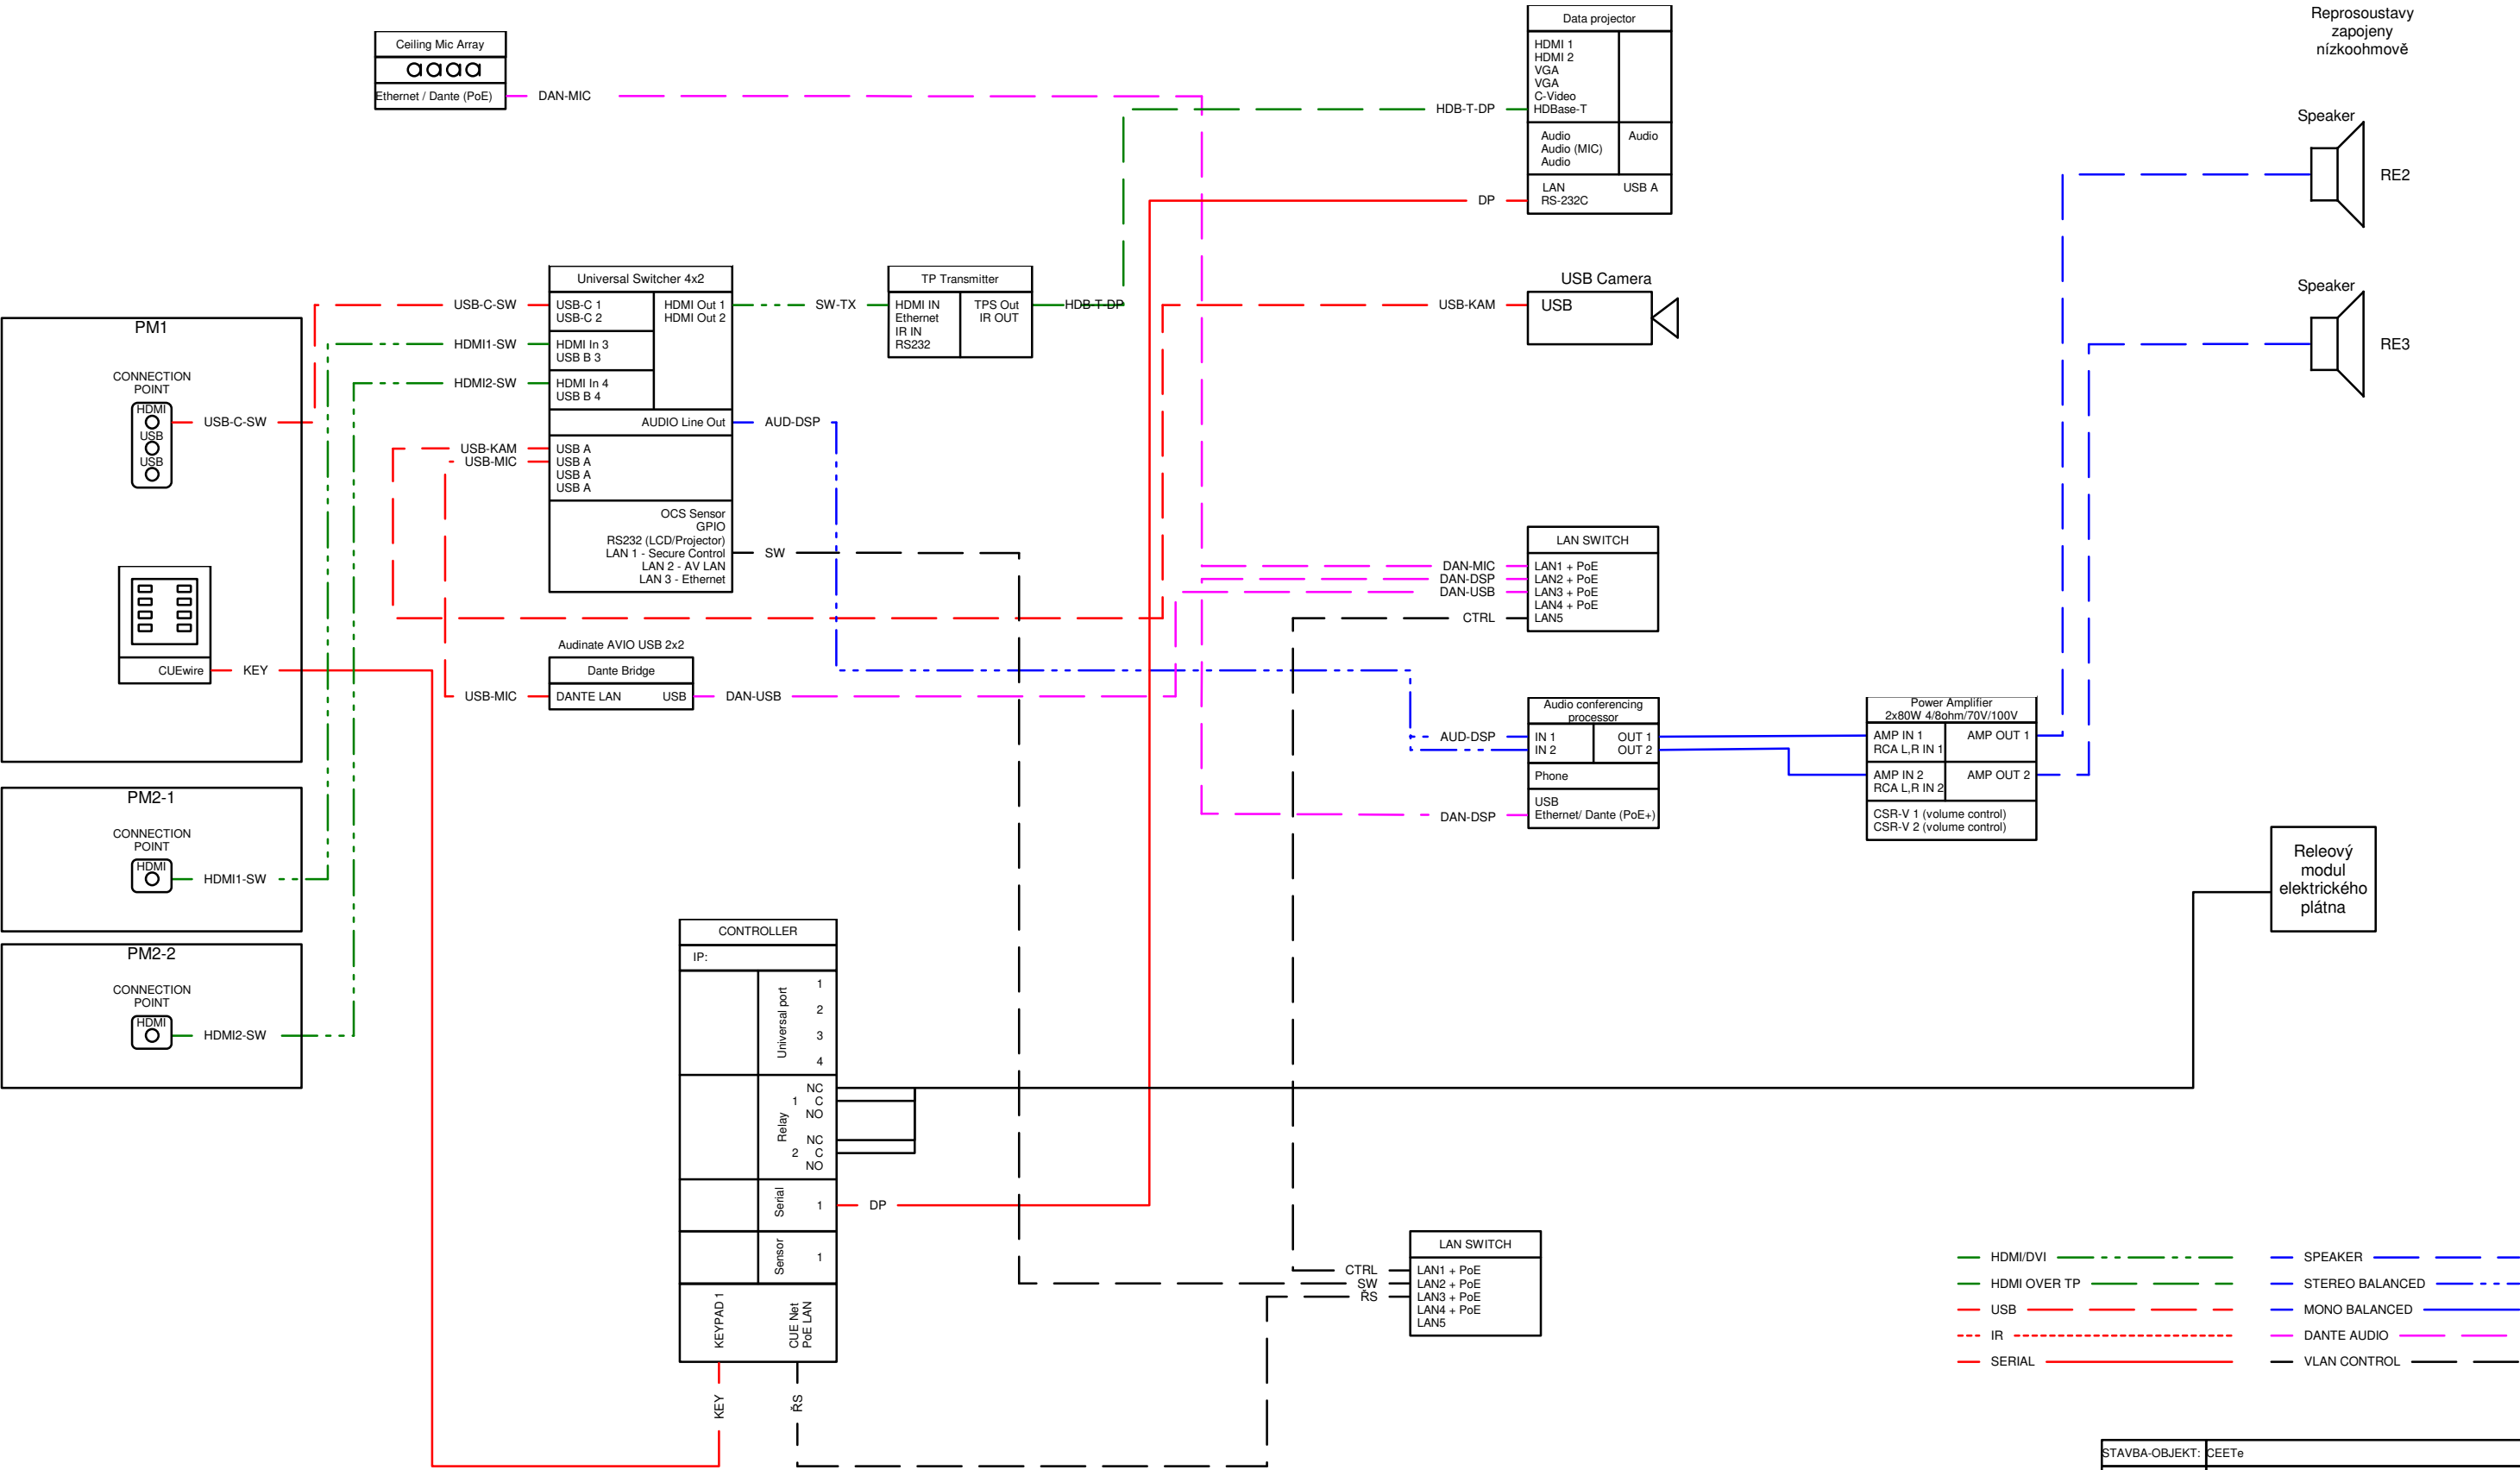 Reprosoustavy
zapojeny
nízkoohmově
Ceiling Mic Array
Ethernet / Dante (PoE)
DAN-MIC
Data projector
HDMI 1
HDMI 2
VGA
VGA
C-Video
HDBase-T
HDB-T-DP
Audio
Audio (MIC)
Audio
Audio
LAN
RS-232C
USB A
DP
Speaker
RE2
Speaker
RE3
USB Camera
USB
USB-KAM
PM1
CONNECTION
POINT
HDMI
USB
USB
USB-C-SW
CUEwire
KEY
PM2-1
CONNECTION
POINT
HDMI
HDMI1-SW
PM2-2
CONNECTION
POINT
HDMI
HDMI2-SW
USB-C-SW
HDMI1-SW
HDMI2-SW
USB-KAM
USB-MIC
Universal Switcher 4x2
USB-C 1
USB-C 2
HDMI Out 1
HDMI Out 2
HDMI In 3
USB B 3
HDMI In 4
USB B 4
AUDIO Line Out
USB A
USB A
USB A
USB A
OCS Sensor
GPIO
RS232 (LCD/Projector)
LAN 1 - Secure Control
LAN 2 - AV LAN
LAN 3 - Ethernet
SW-TX
AUD-DSP
SW
TP Transmitter
HDMI IN
Ethernet
IR IN
RS232
TPS Out
IR OUT
HDB-T-DP
Audinate AVIO USB 2x2
Dante Bridge
DANTE LAN
USB
USB-MIC
DAN-USB
LAN SWITCH
LAN1 + PoE
LAN2 + PoE
LAN3 + PoE
LAN4 + PoE
LAN5
DAN-MIC
DAN-DSP
DAN-USB
CTRL
Audio conferencing
processor
IN 1
IN 2
OUT 1
OUT 2
Phone
USB
Ethernet/ Dante (PoE+)
AUD-DSP
DAN-DSP
Power Amplifier
2x80W 4/8ohm/70V/100V
AMP IN 1
RCA L,R IN 1
AMP OUT 1
AMP IN 2
RCA L,R IN 2
AMP OUT 2
CSR-V 1 (volume control)
CSR-V 2 (volume control)
Releový
modul
elektrického
plátna
CONTROLLER
IP:
Universal port
1
2
3
4
Relay
NC
1 C
NO
NC
2 C
NO
Serial
1
DP
Sensor
1
KEYPAD 1
CUE Net
PoE LAN
KEY
ŘS
LAN SWITCH
LAN1 + PoE
LAN2 + PoE
LAN3 + PoE
LAN4 + PoE
LAN5
CTRL
SW
ŘS
HDMI/DVI
HDMI OVER TP
USB
IR
SERIAL
SPEAKER
STEREO BALANCED
MONO BALANCED
DANTE AUDIO
VLAN CONTROL
STAVBA-OBJEKT: CEETe